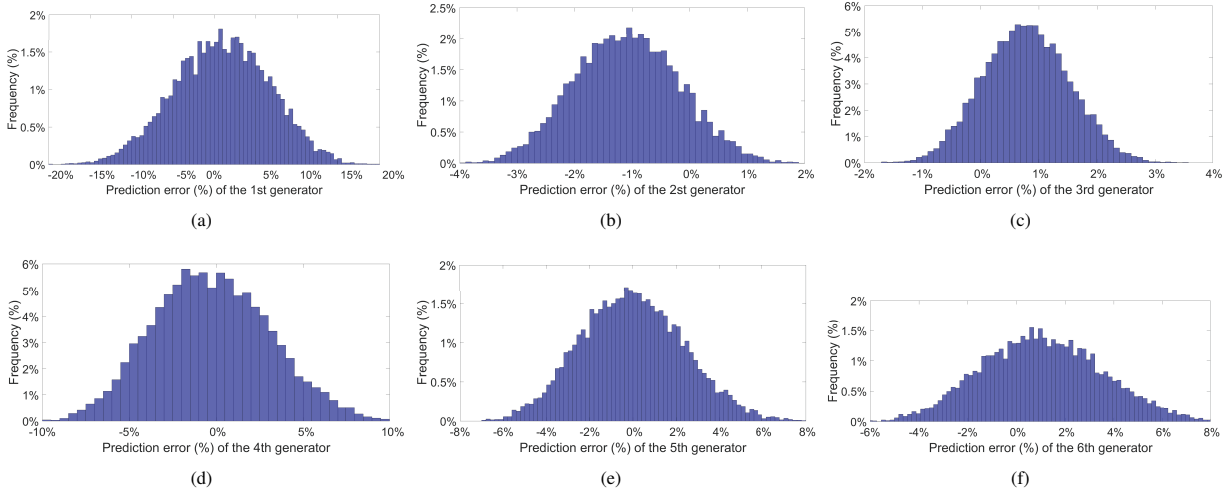 2%
1.5%
1%
0.5%
0%
Frequency (%)
-20% -15% -10% -5% 0% 5% 10% 15% 20%
Prediction error (%) of the 1st generator
(a)
2.5%
2%
1.5%
1%
0.5%
0%
Frequency (%)
-4% -3% -2% -1% 0% 1% 2%
Prediction error (%) of the 2st generator
(b)
6%
5%
4%
3%
2%
1%
0%
Frequency (%)
-2% -1% 0% 1% 2% 3% 4%
Prediction error (%) of the 3rd generator
(c)
6%
5%
4%
3%
2%
1%
0%
Frequency (%)
-10% -5% 0% 5% 10%
Prediction error (%) of the 4th generator
(d)
2%
1.5%
1%
0.5%
0%
Frequency (%)
-8% -6% -4% -2% 0% 2% 4% 6% 8%
Prediction error (%) of the 5th generator
(e)
2%
1.5%
1%
0.5%
0%
Frequency (%)
-6% -4% -2% 0% 2% 4% 6% 8%
Prediction error (%) of the 6th generator
(f)